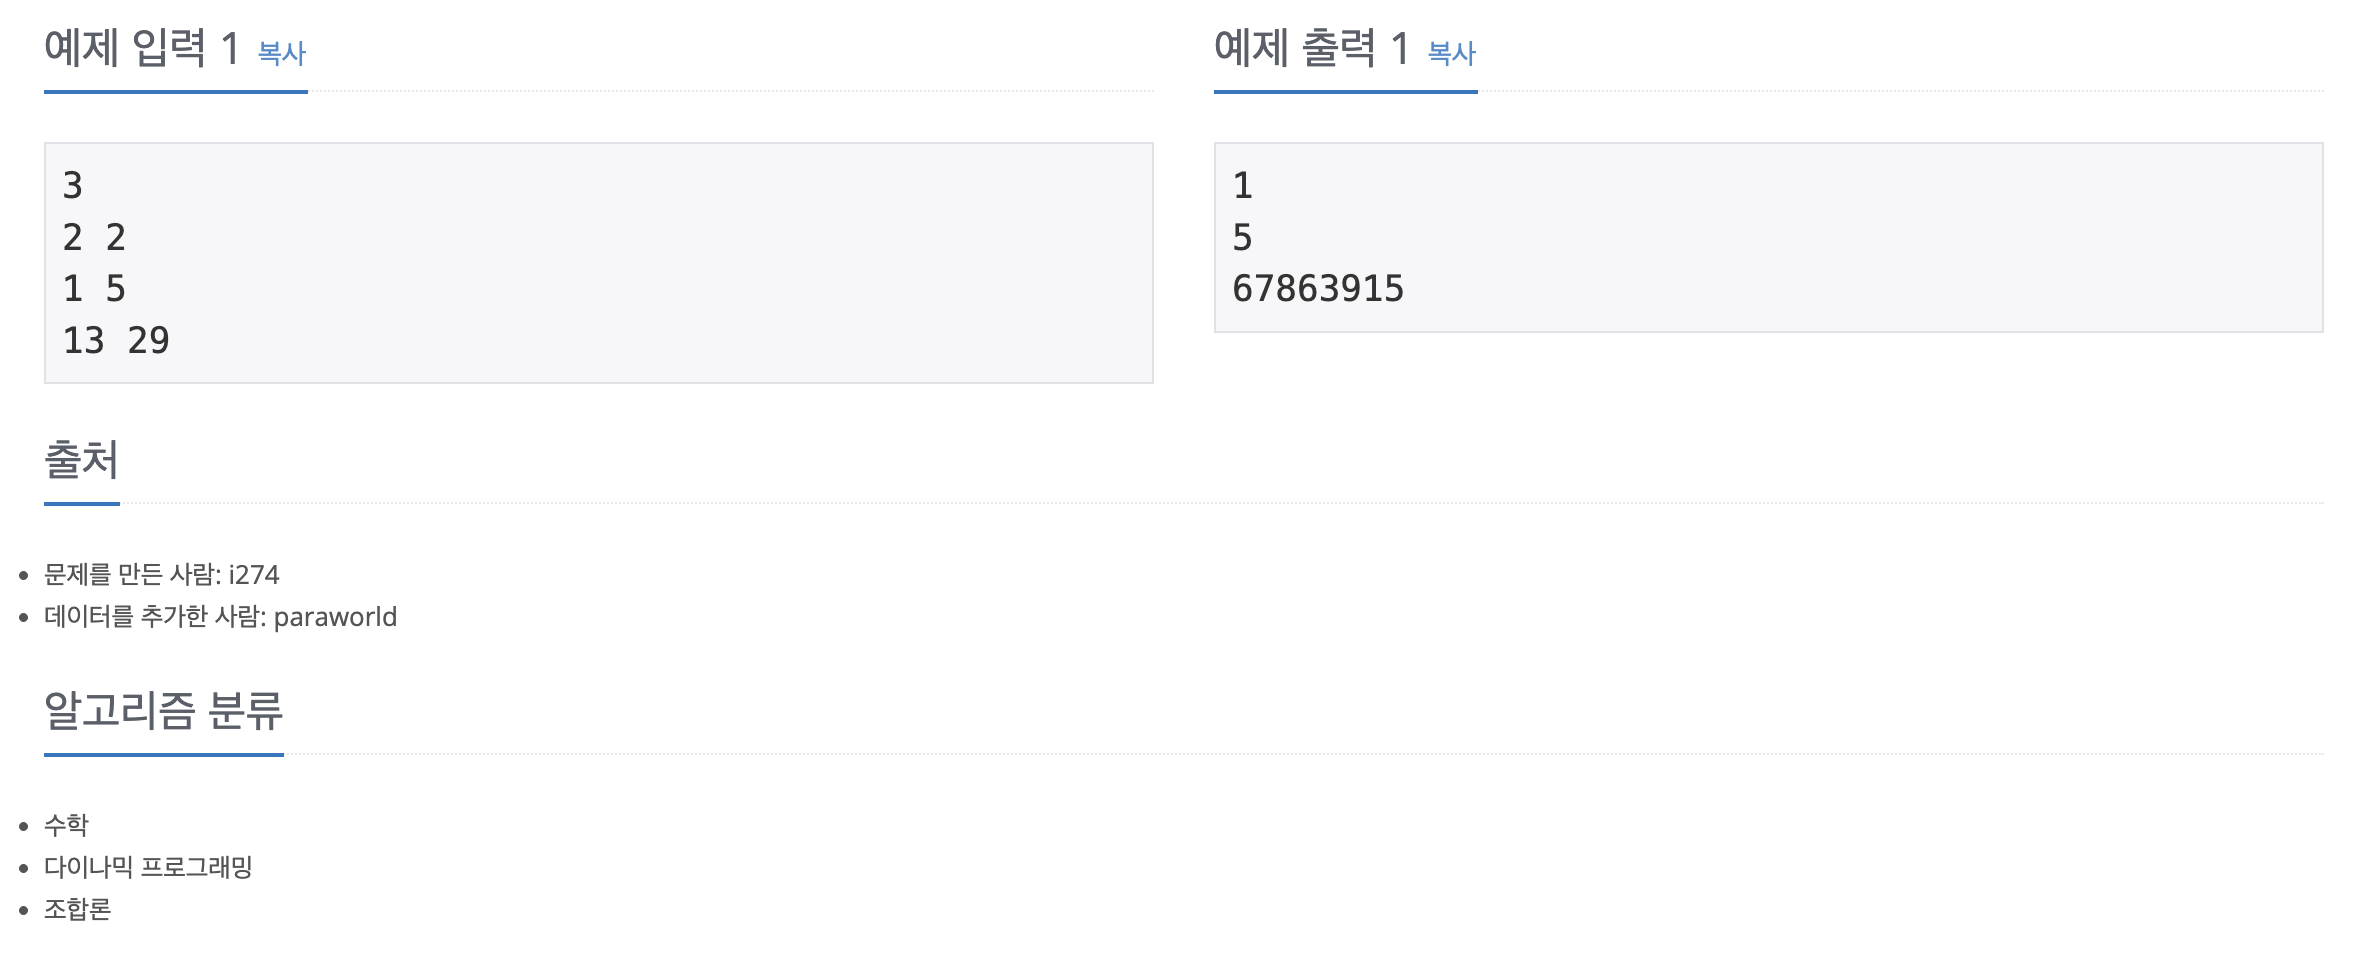 예제 입력 1 복사
3
2 2
1 5
13 29
예제 출력 1 복사
1
5
67863915
출처
문제를 만든 사람: i274
데이터를 추가한 사람: paraworld
알고리즘 분류
수학
다이나믹 프로그래밍
조합론